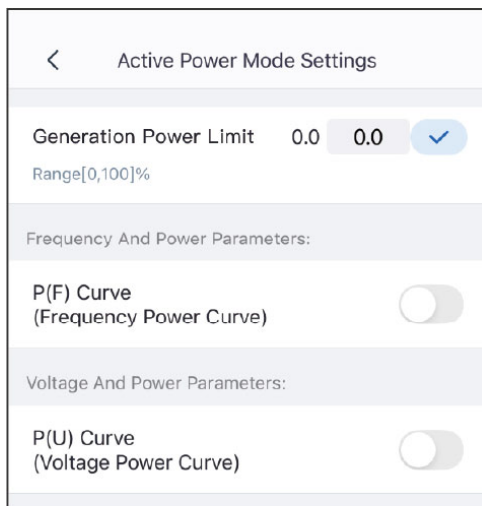 Active Power Mode Settings
Generation Power Limit 0.0 0.0
Range[0,100]%
Frequency And Power Parameters:
P(F) Curve
(Frequency Power Curve)
Voltage And Power Parameters:
P(U) Curve
(Voltage Power Curve)